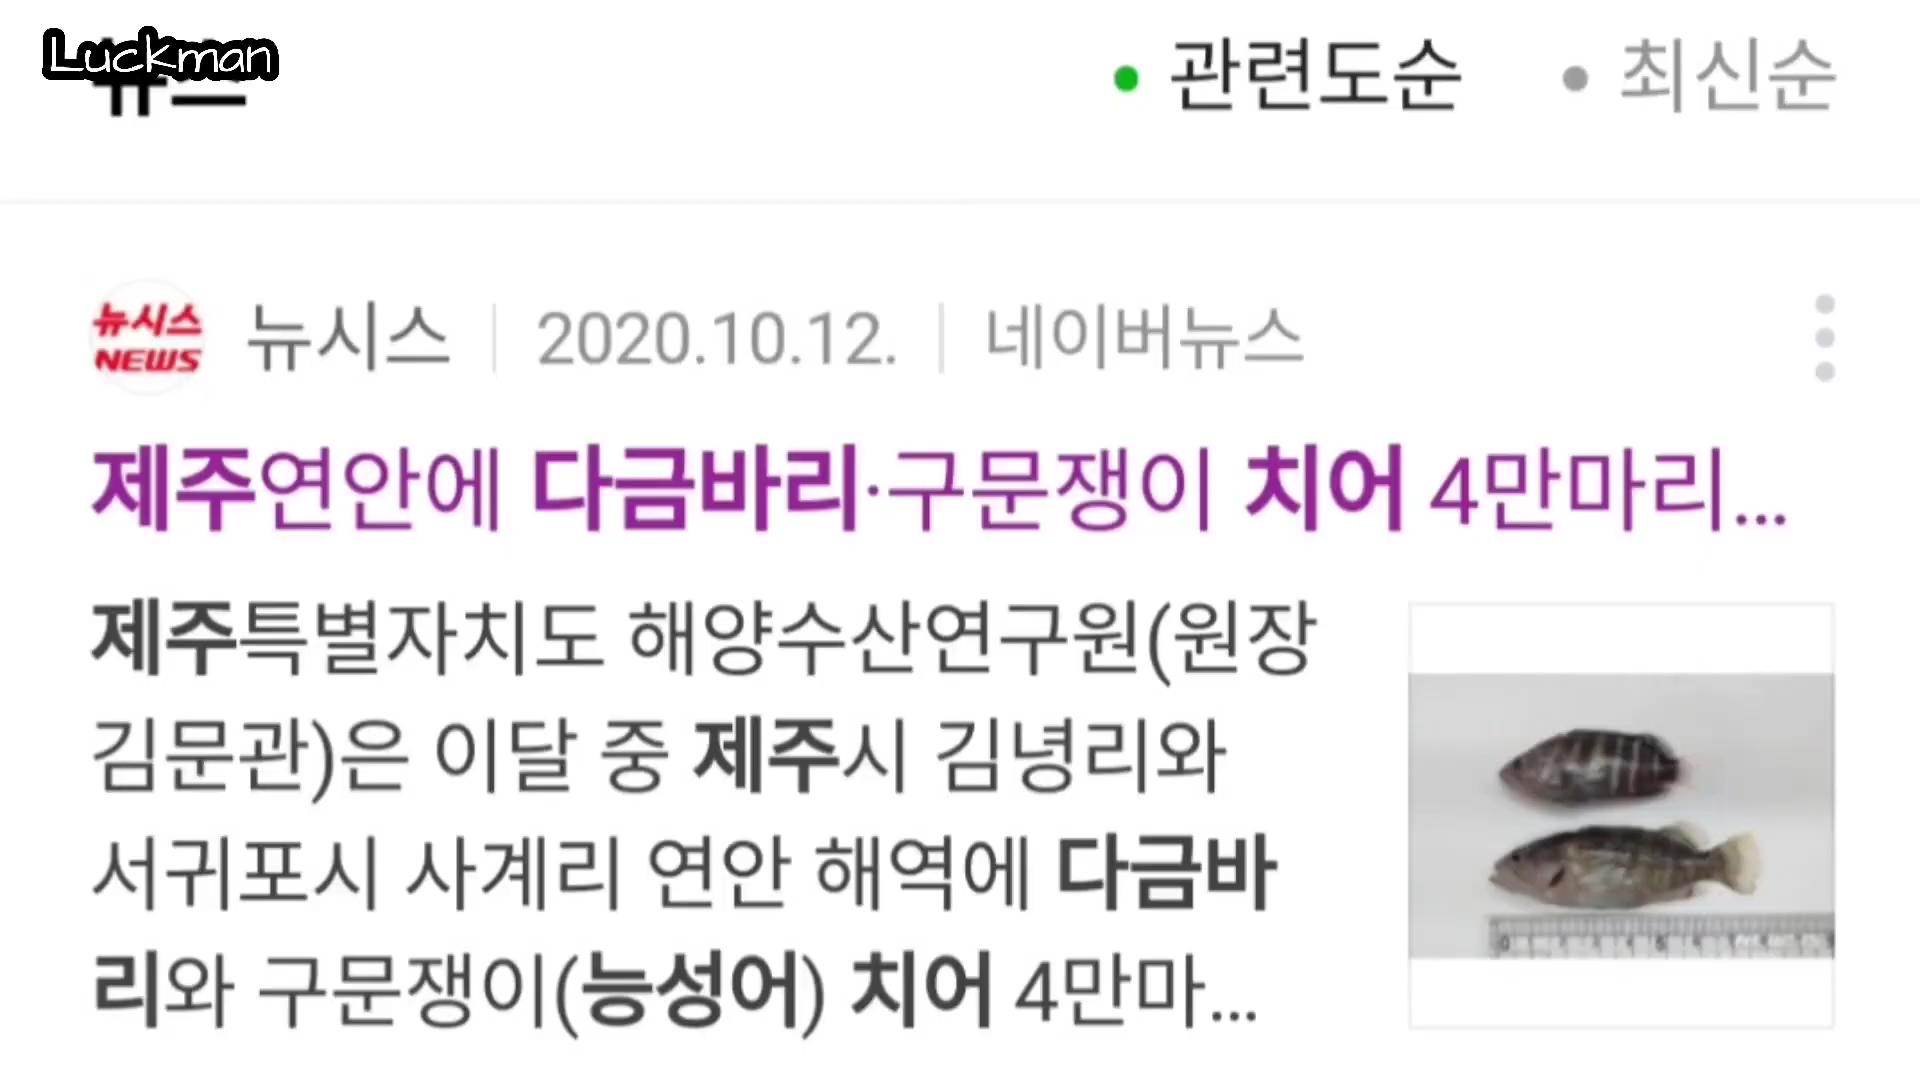 Luckman
뉴스
관련도순 최신순
뉴시스
NEWS
뉴시스 2020.10.12. 네이버뉴스
제주연안에 다금바리·구문쟁이 치어 4만마리...
제주특별자치도 해양수산연구원(원장
김문관)은 이달 중 제주시 김녕리와
서귀포시 사계리 연안 해역에 다금바
리와 구문쟁이(능성어) 치어 4만마...